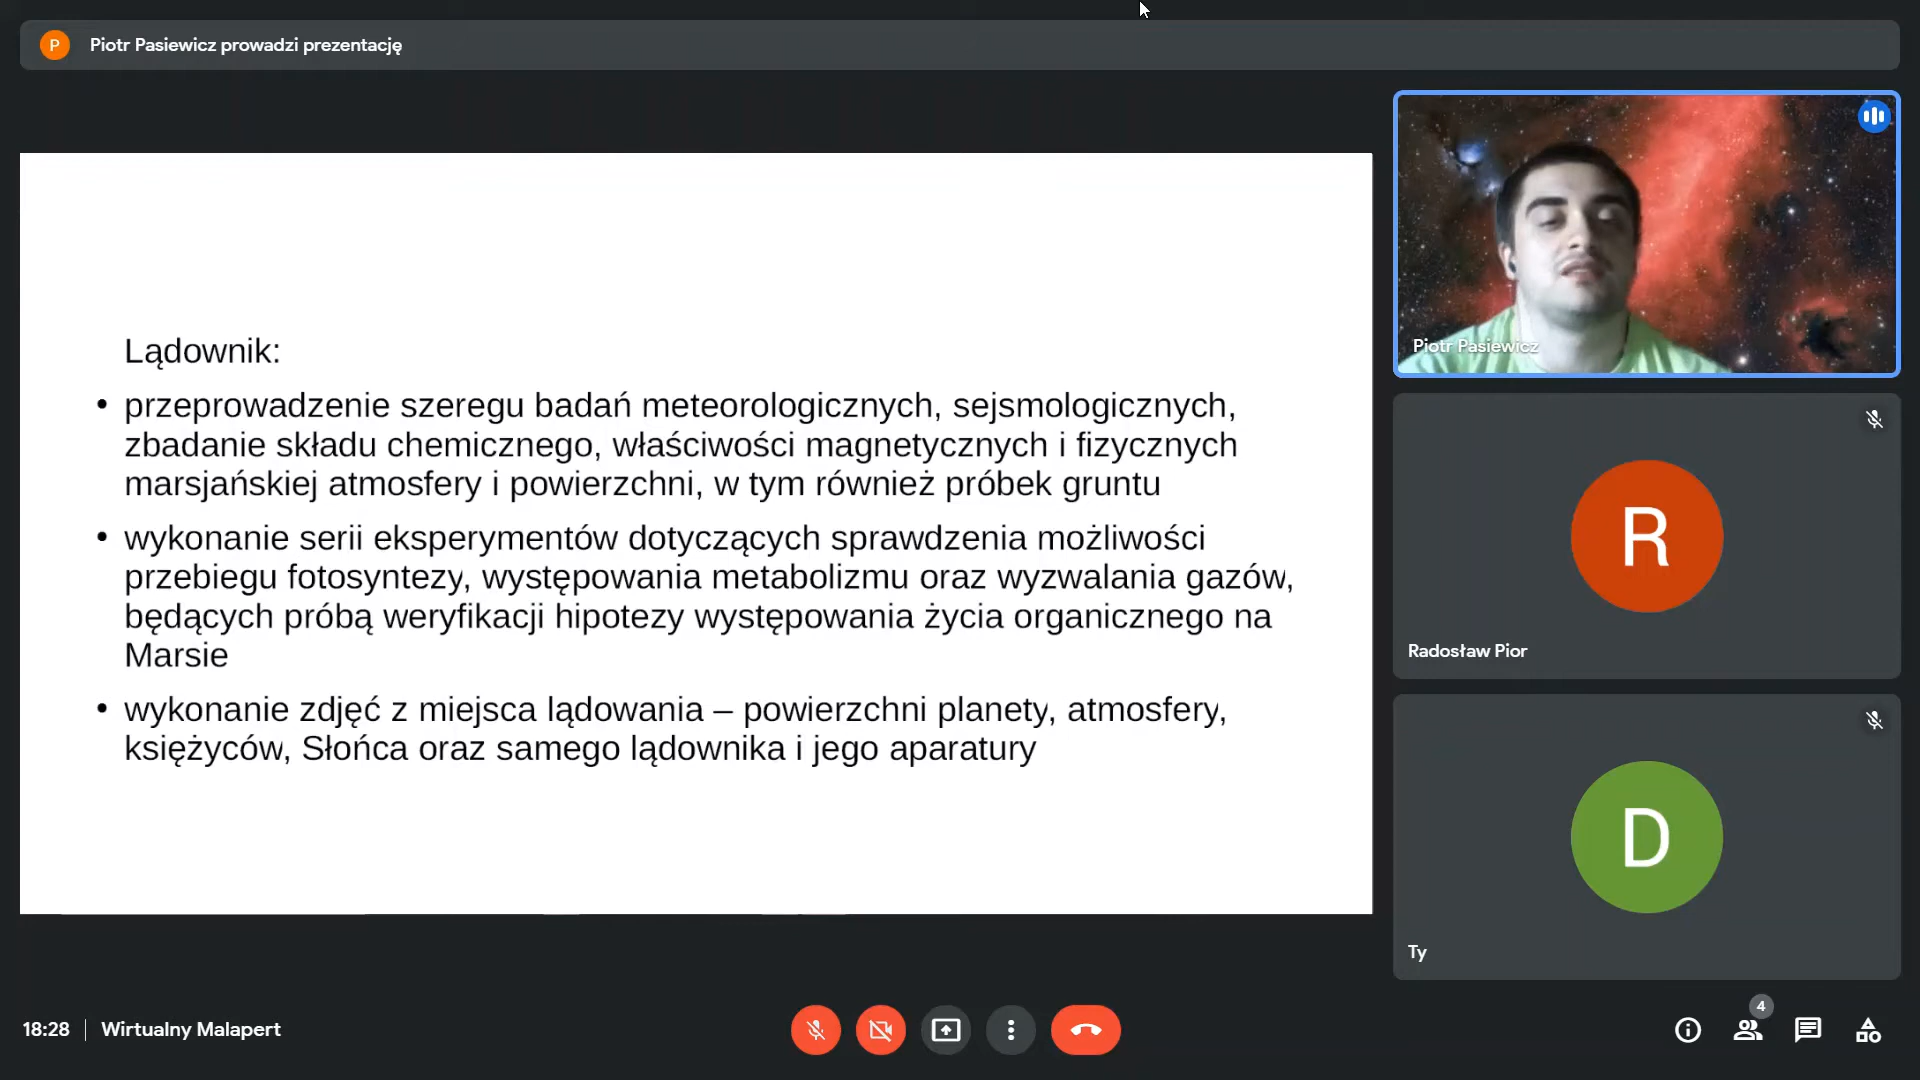 P
Piotr Pasiewicz prowadzi prezentację
Lądownik:
• przeprowadzenie szeregu badań meteorologicznych, sejsmologicznych,
zbadanie składu chemicznego, właściwości magnetycznych i fizycznych
marsjańskiej atmosfery i powierzchni, w tym również próbek gruntu
• wykonanie serii eksperymentów dotyczących sprawdzenia możliwości
przebiegu fotosyntezy, występowania metabolizmu oraz wyzwalania gazów,
będących próbą weryfikacji hipotezy występowania życia organicznego na
Marsie
• wykonanie zdjęć z miejsca lądowania – powierzchni planety, atmosfery,
księżyców, Słońca oraz samego lądownika i jego aparatury
Piotr Pasiewicz
R
Radosław Pior
D
Ty
18:28
Wirtualny Malapert
4